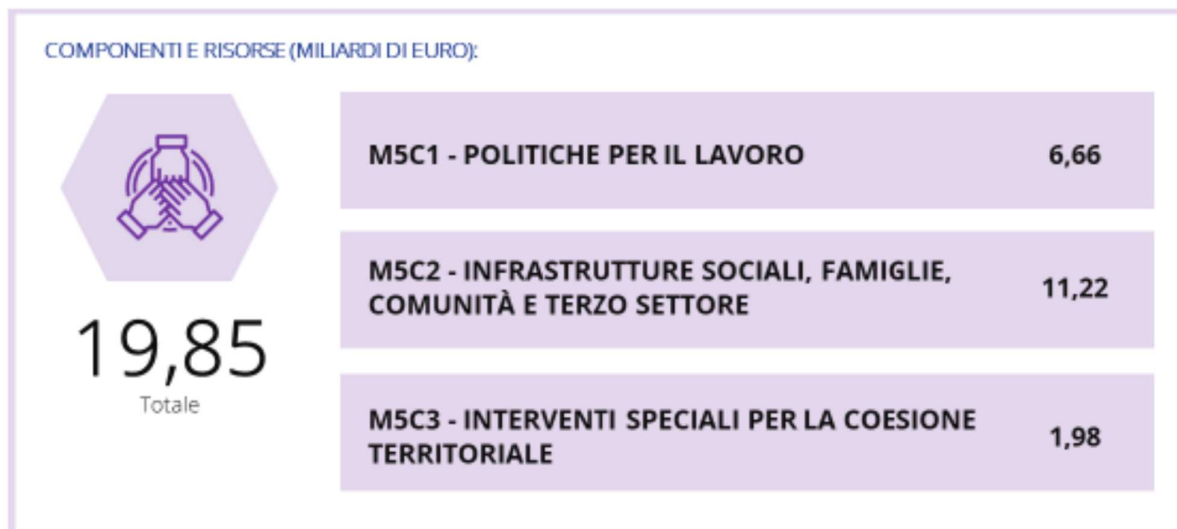 COMPONENTI E RISORSE (MILIARDI DI EURO):
19,85
Totale
M5C1 - POLITICHE PER IL LAVORO 6,66
M5C2 - INFRASTRUTTURE SOCIALI, FAMIGLIE,
COMUNITÀ E TERZO SETTORE 11,22
M5C3 - INTERVENTI SPECIALI PER LA COESIONE
TERRITORIALE 1,98